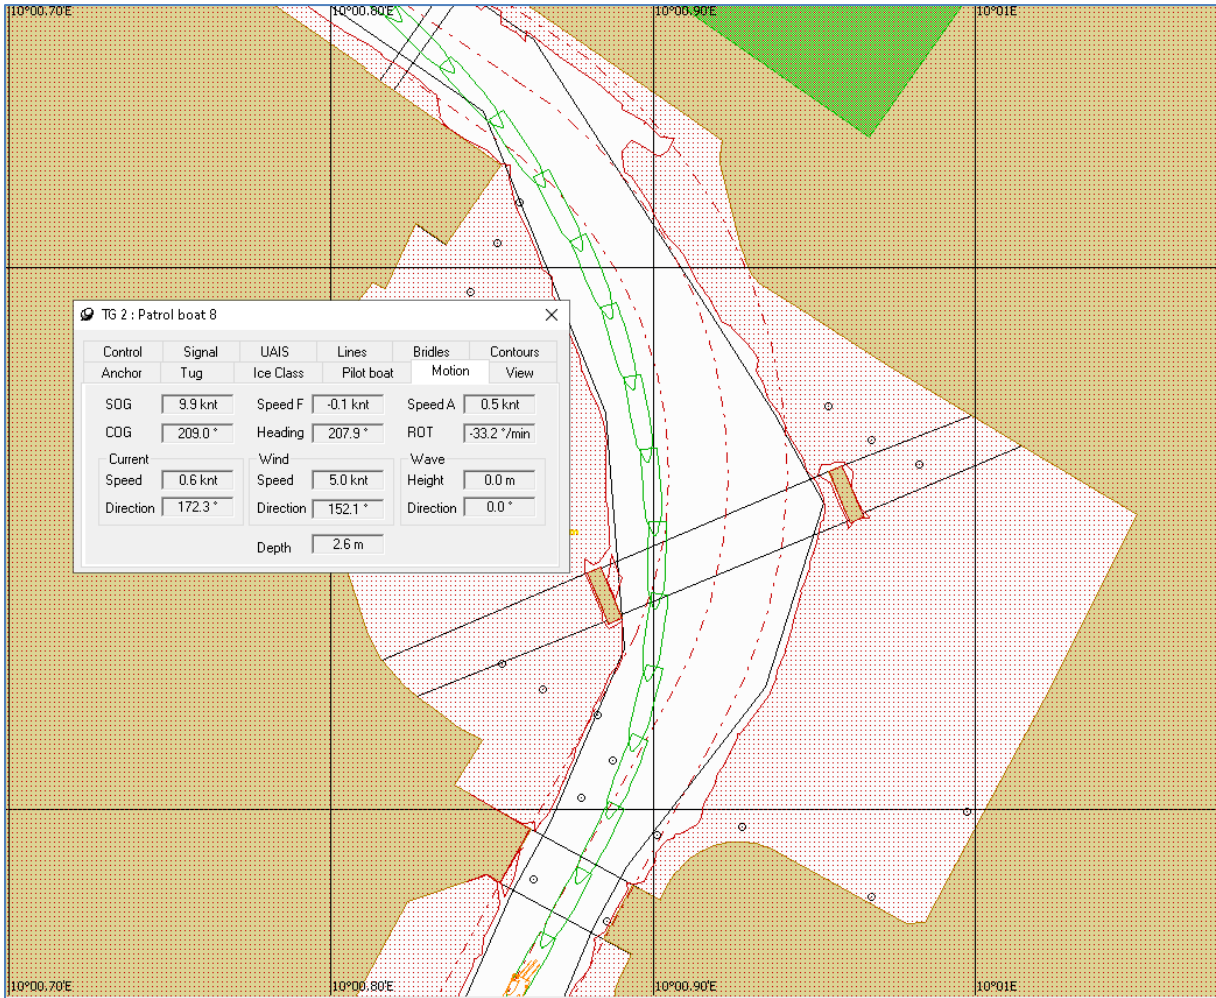 10°00.70'E 10°00.80'E 10°00.90'E 10°01'E
TG 2 : Patrol boat 8
Control Signal UAIS Lines Bridles Contours
Anchor Tug Ice Class Pilot boat Motion View
SOG 9.9 knt Speed F -0.1 knt Speed A 0.5 knt
COG 209.0 ° Heading 207.9 ° ROT -33.2 °/min
Current Wind Wave
Speed 0.6 knt Speed 5.0 knt Height 0.0 m
Direction 172.3 ° Direction 152.1 ° Direction 0.0 °
Depth 2.6 m
10°00.70'E 10°00.80'E 10°00.90'E 10°01'E